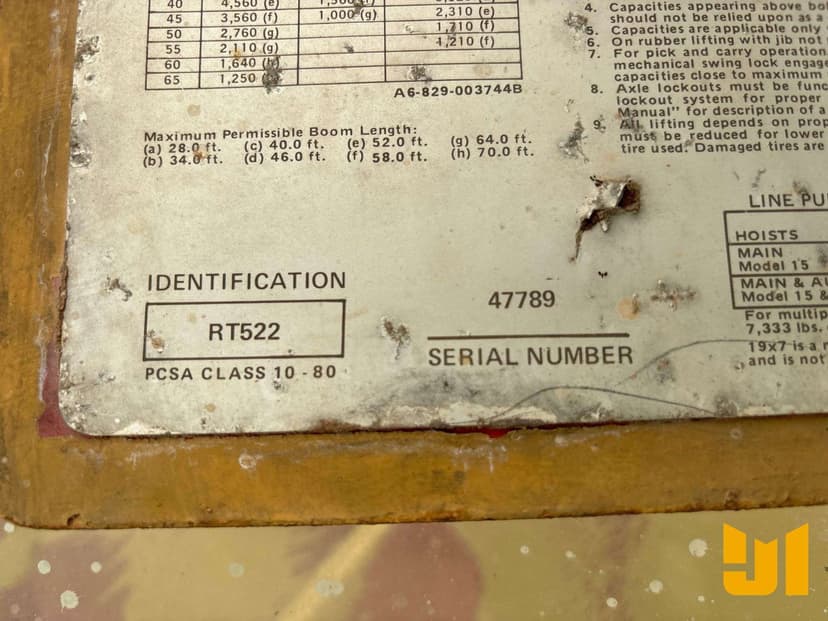 40 4,560 (e)
45 3,560 (f) 1,000 (g) 2,310 (e)
50 2,760 (g) 1,710 (f)
55 2,110 (g) 1,210 (f)
60 1,640
65 1,250
A6-829-003744B
Maximum Permissible Boom Length:
(a) 28.0 ft. (c) 40.0 ft. (e) 52.0 ft. (g) 64.0 ft.
(b) 34.0 ft. (d) 46.0 ft. (f) 58.0 ft. (h) 70.0 ft.
4. Capacities appearing above
should not be relied upon as a
5. Capacities are applicable only
6. On rubber lifting with jib not
7. For pick and carry operation
mechanical swing lock
capacities close to maximum
8. Axle lockouts must be
lockout system for proper
Manual" for description of a
9. All lifting depends on
must be reduced for lower
tire used. Damaged tires are
IDENTIFICATION
RT522
PCSA CLASS 10 - 80
47789
SERIAL NUMBER
LINE
HOISTS
MAIN
Model 15
MAIN &
Model 15 &
For
7,333 lbs.
19x7 is a
and is not